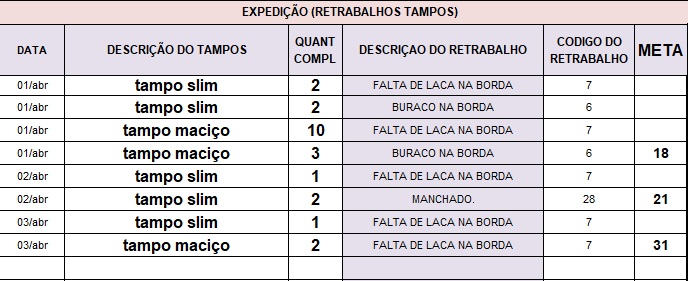 EXPEDIÇÃO (RETRABALHOS TAMPOS)
DATA DESCRIÇÃO DO TAMPOS QUANT COMPL DESCRIÇAO DO RETRABALHO CODIGO DO RETRABALHO META
01/abr tampo slim 2 FALTA DE LACA NA BORDA 7
01/abr tampo slim 2 BURACO NA BORDA 6
01/abr tampo maciço 10 FALTA DE LACA NA BORDA 7
01/abr tampo maciço 3 BURACO NA BORDA 6 18
02/abr tampo slim 1 FALTA DE LACA NA BORDA 7
02/abr tampo slim 2 MANCHADO. 28 21
03/abr tampo slim 1 FALTA DE LACA NA BORDA 7
03/abr tampo maciço 2 FALTA DE LACA NA BORDA 7 31